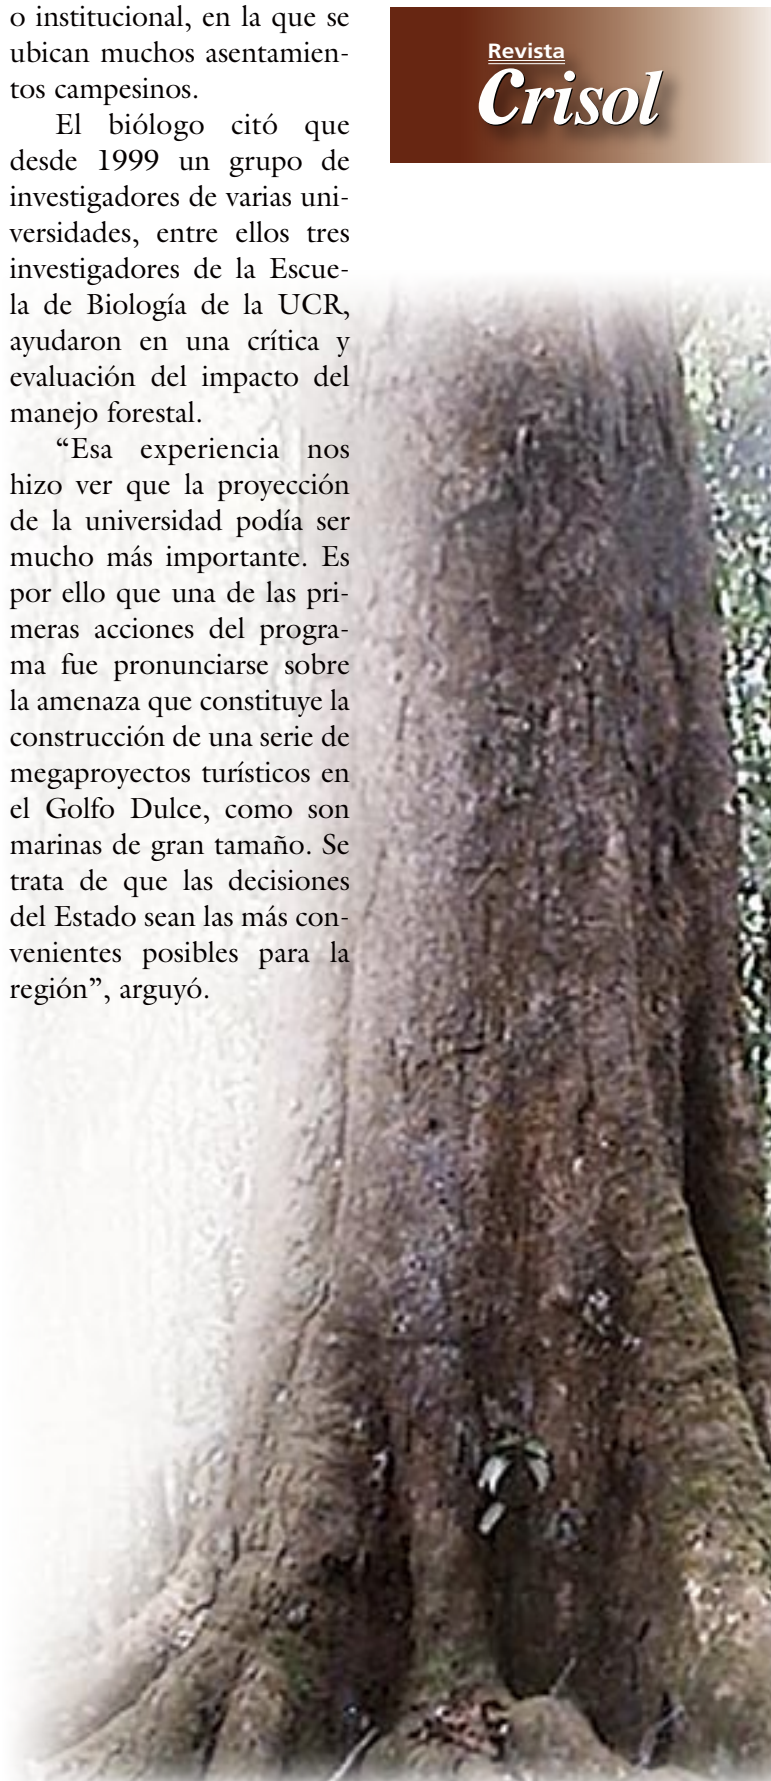 o institucional, en la que se
ubican muchos asentamien-
tos campesinos.
El biólogo citó que
desde 1999 un grupo de
investigadores de varias uni-
versidades, entre ellos tres
investigadores de la Escue-
la de Biología de la UCR,
ayudaron en una crítica y
evaluación del impacto del
manejo forestal.
“Esa experiencia nos
hizo ver que la proyección
de la universidad podía ser
mucho más importante. Es
por ello que una de las pri-
meras acciones del progra-
ma fue pronunciarse sobre
la amenaza que constituye la
construcción de una serie de
megaproyectos turísticos en
el Golfo Dulce, como son
marinas de gran tamaño. Se
trata de que las decisiones
del Estado sean las más con-
venientes posibles para la
región”, arguyó.
Revista
Crisol